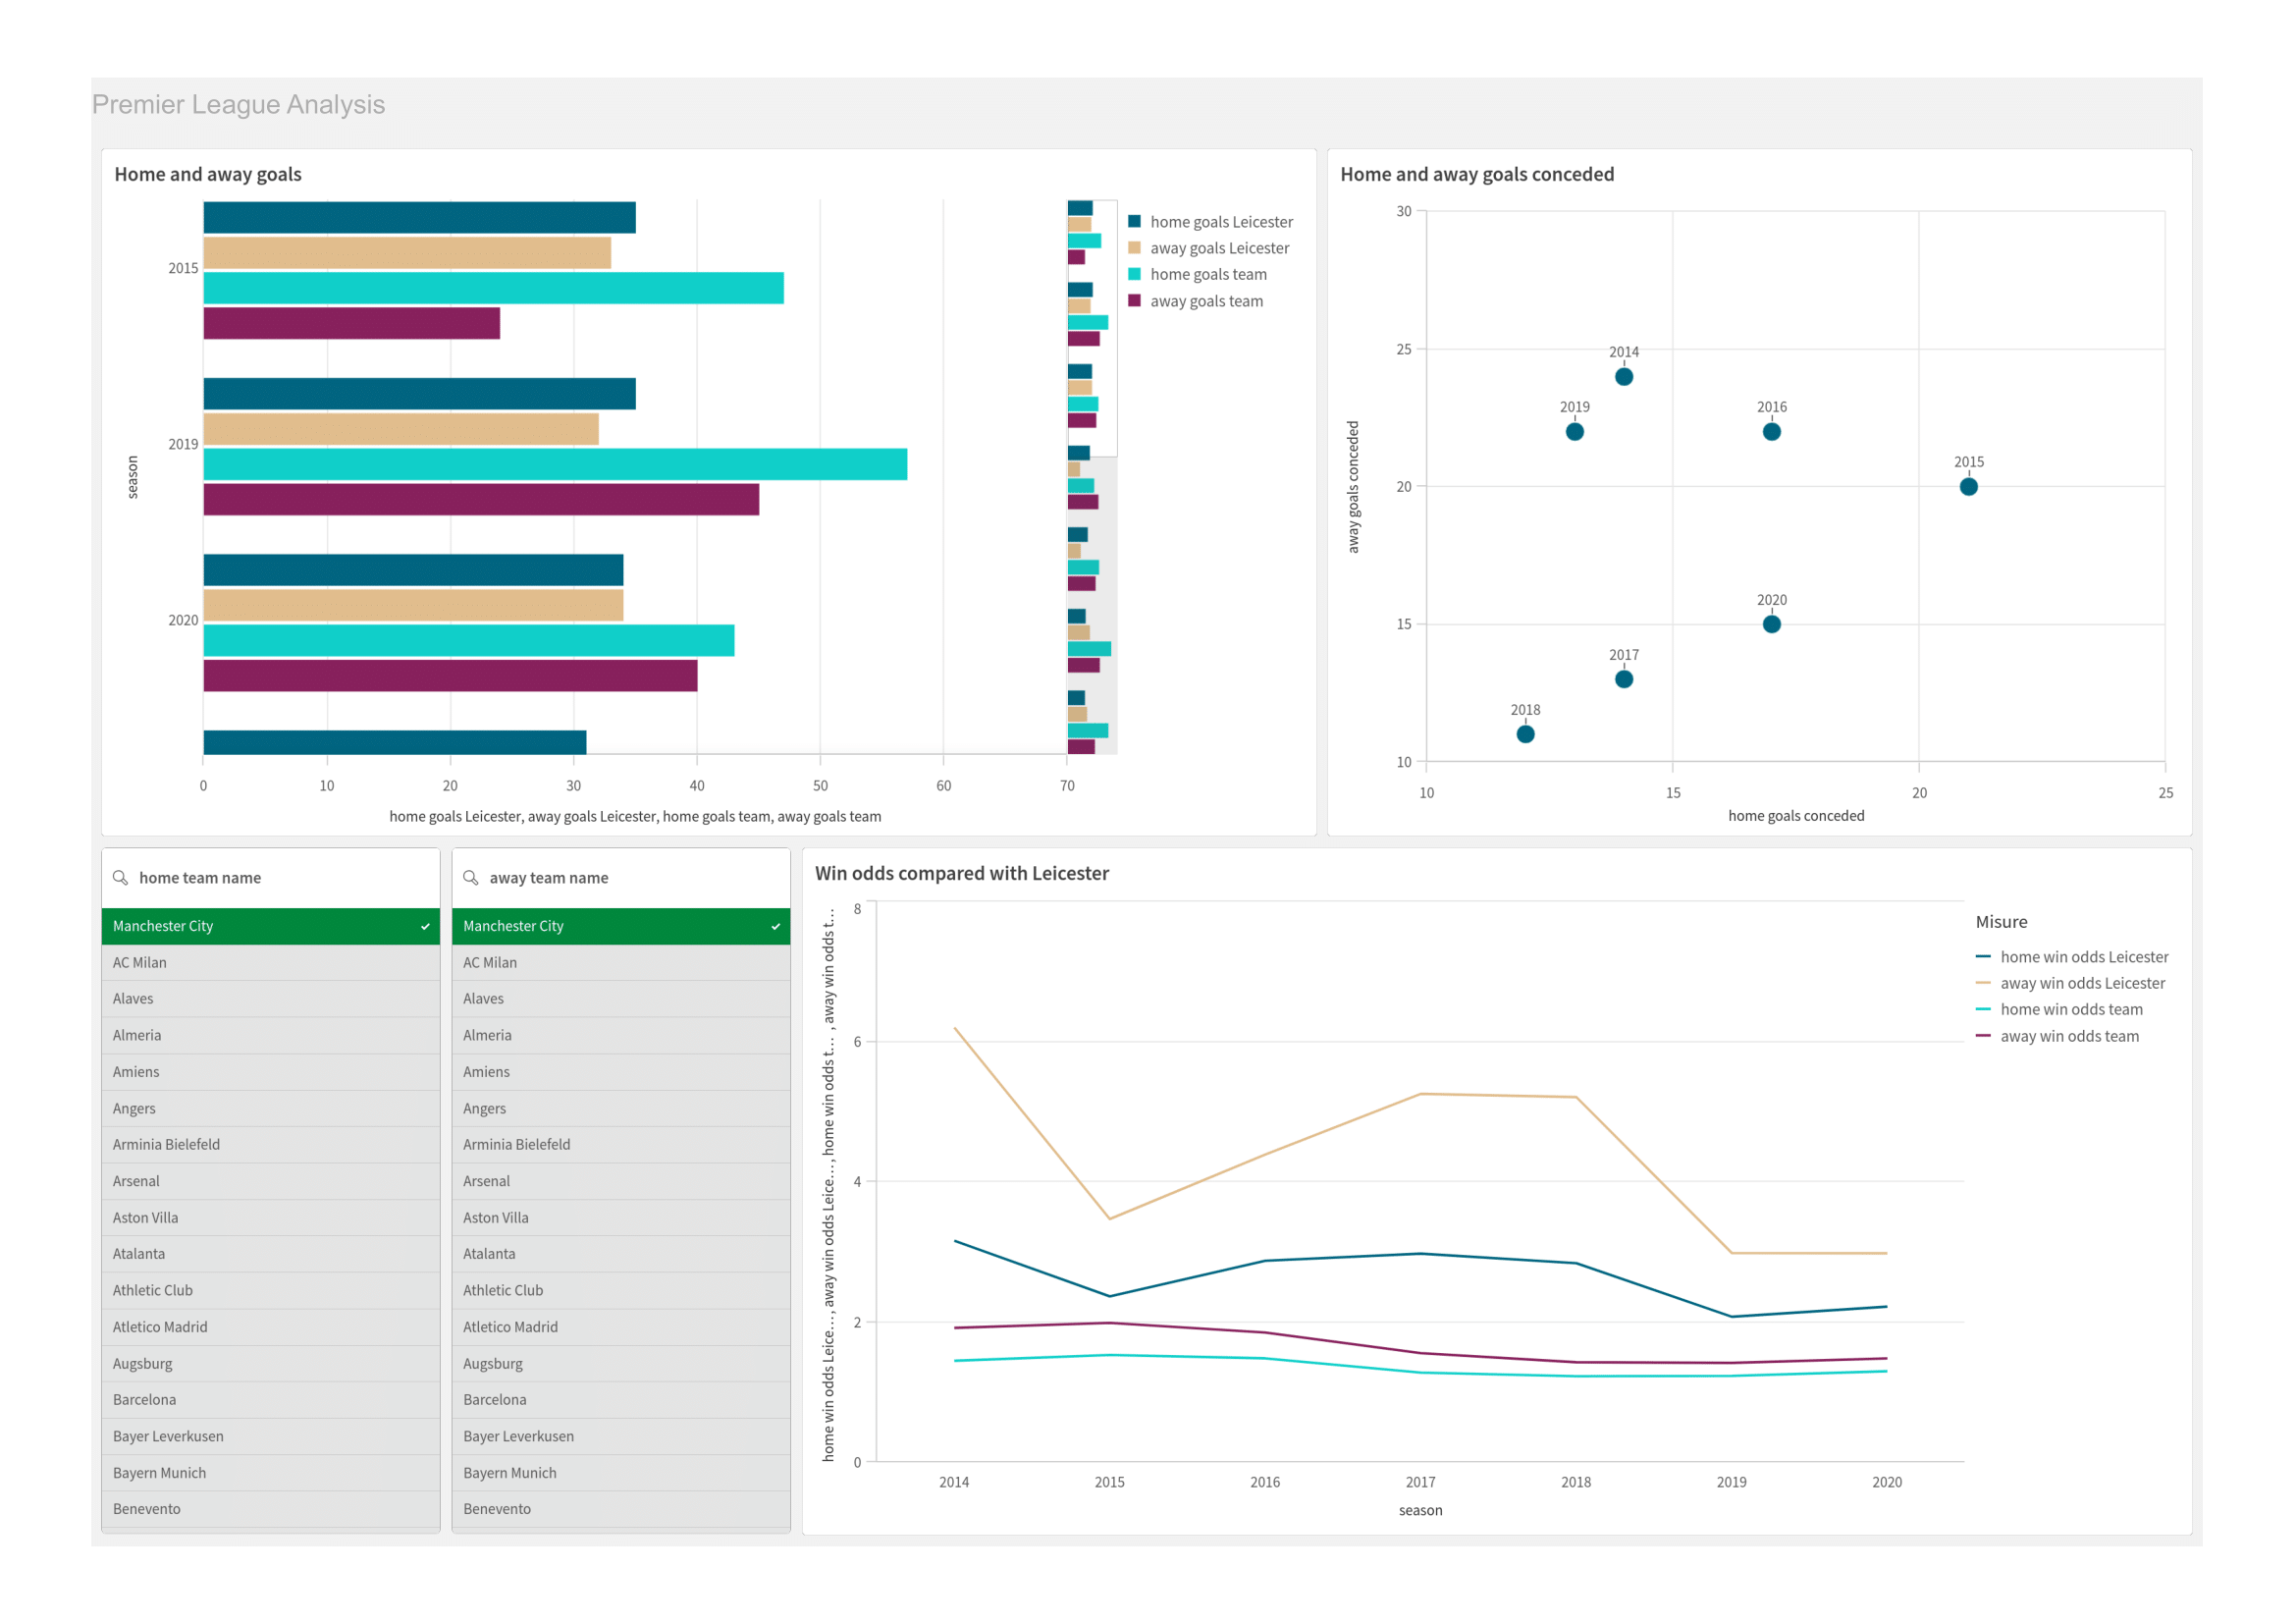 Premier League Analysis
Home and away goals
season
2015
2019
2020
0 10 20 30 40 50 60 70
home goals Leicester, away goals Leicester, home goals team, away goals team
home goals Leicester
away goals Leicester
home goals team
away goals team
Home and away goals conceded
away goals conceded
30
25
20
15
10
2014
2019
2016
2015
2020
2017
2018
10 15 20 25
home goals conceded
home team name
Manchester City
AC Milan
Alaves
Almeria
Amiens
Angers
Arminia Bielefeld
Arsenal
Aston Villa
Atalanta
Athletic Club
Atletico Madrid
Augsburg
Barcelona
Bayer Leverkusen
Bayern Munich
Benevento
away team name
Manchester City
AC Milan
Alaves
Almeria
Amiens
Angers
Arminia Bielefeld
Arsenal
Aston Villa
Atalanta
Athletic Club
Atletico Madrid
Augsburg
Barcelona
Bayer Leverkusen
Bayern Munich
Benevento
Win odds compared with Leicester
home win odds Leice…, away win odds Leice…, home win odds t… , away win odds t…
8
6
4
2
0
2014 2015 2016 2017 2018 2019 2020
season
Misure
home win odds Leicester
away win odds Leicester
home win odds team
away win odds team